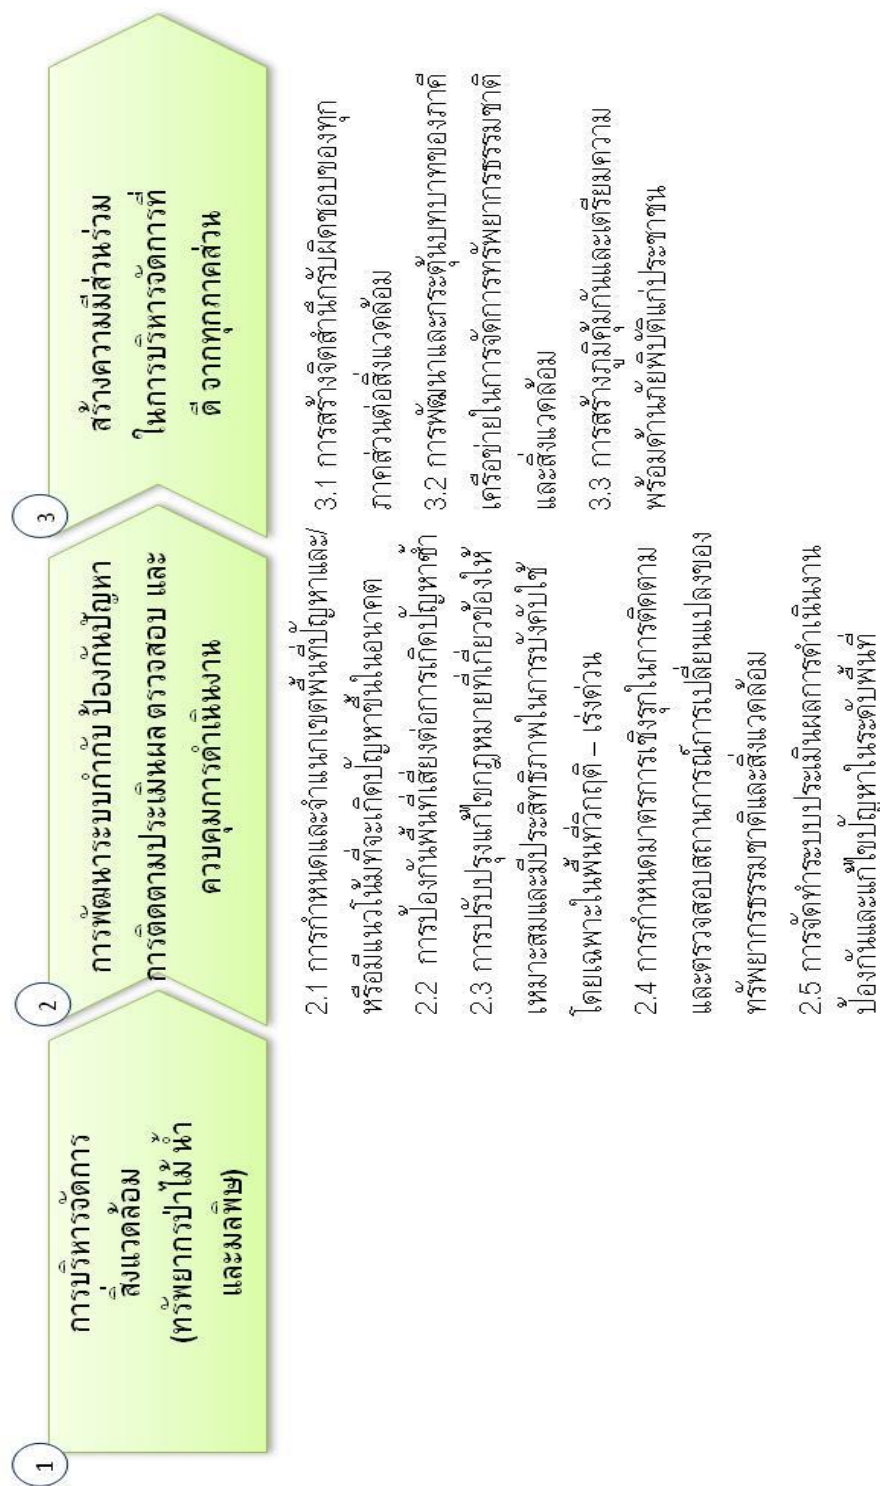 1
การบริหารจัดการ
สิ่งแวดล้อม
(ทรัพยากรป่าไม้ น้ำ
และมลพิษ)
2
การพัฒนาระบบกำกับ ป้องกันปัญหา
การติดตามประเมินผล ตรวจสอบ และ
ควบคุมการดำเนินงาน
3
สร้างความมีส่วนร่วม
ในการบริหารจัดการที่
ดี จากทุกภาคส่วน
2.1 การกำหนดและจำแนกเขตพื้นที่ปัญหาและ/
หรือมีแนวโน้มที่จะเกิดปัญหาขึ้นในอนาคต
2.2 การป้องกันพื้นที่เสี่ยงต่อการเกิดปัญหาซ้ำ
2.3 การปรับปรุงแก้ไขกฎหมายที่เกี่ยวข้องให้
เหมาะสมและมีประสิทธิภาพในการบังคับใช้
โดยเฉพาะในพื้นที่วิกฤติ – เร่งด่วน
2.4 การกำหนดมาตรการเชิงรุกในการติดตาม
และตรวจสอบสถานการณ์การเปลี่ยนแปลงของ
ทรัพยากรธรรมชาติและสิ่งแวดล้อม
2.5 การจัดทำระบบประเมินผลการดำเนินงาน
ป้องกันและแก้ไขปัญหาในระดับพื้นที่
3.1 การสร้างจิตสำนึกรับผิดชอบของทุก
ภาคส่วนต่อสิ่งแวดล้อม
3.2 การพัฒนาและกระตุ้นบทบาทของภาคี
เครือข่ายในการจัดการทรัพยากรธรรมชาติ
และสิ่งแวดล้อม
3.3 การสร้างภูมิคุ้มกันและเตรียมความ
พร้อมด้านภัยพิบัติแก่ประชาชน